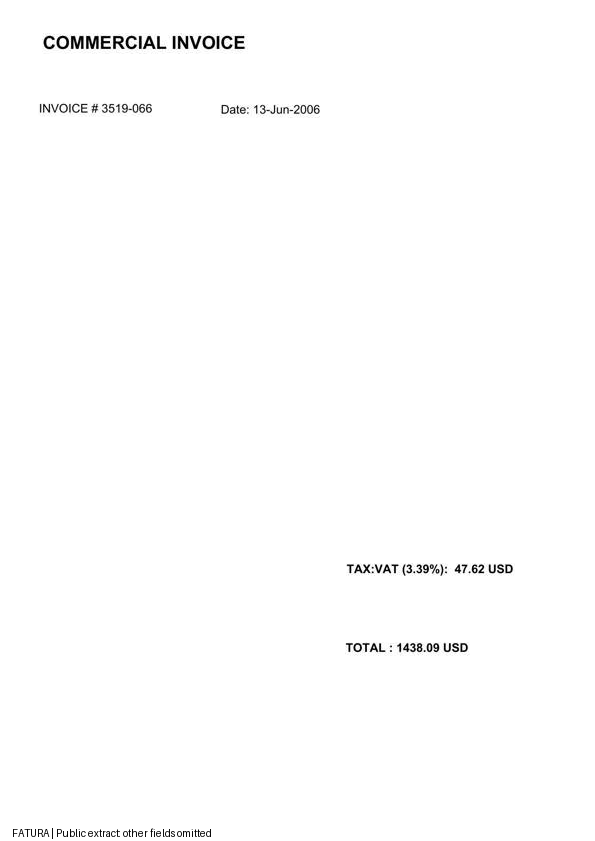 COMMERCIAL INVOICE
INVOICE # 3519-066 Date: 13-Jun-2006
TAX:VAT (3.39%): 47.62 USD
TOTAL : 1438.09 USD
FATURA | Public extract: other fields omitted